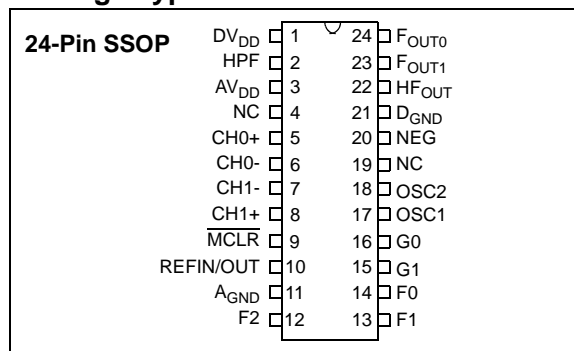 24-Pin SSOP
DVDD 1 24 FOUT0
HPF 2 23 FOUT1
AVDD 3 22 HFOUT
NC 4 21 DGND
CH0+ 5 20 NEG
CH0- 6 19 NC
CH1- 7 18 OSC2
CH1+ 8 17 OSC1
MCLR 9 16 G0
REFIN/OUT 10 15 G1
AGND 11 14 F0
F2 12 13 F1